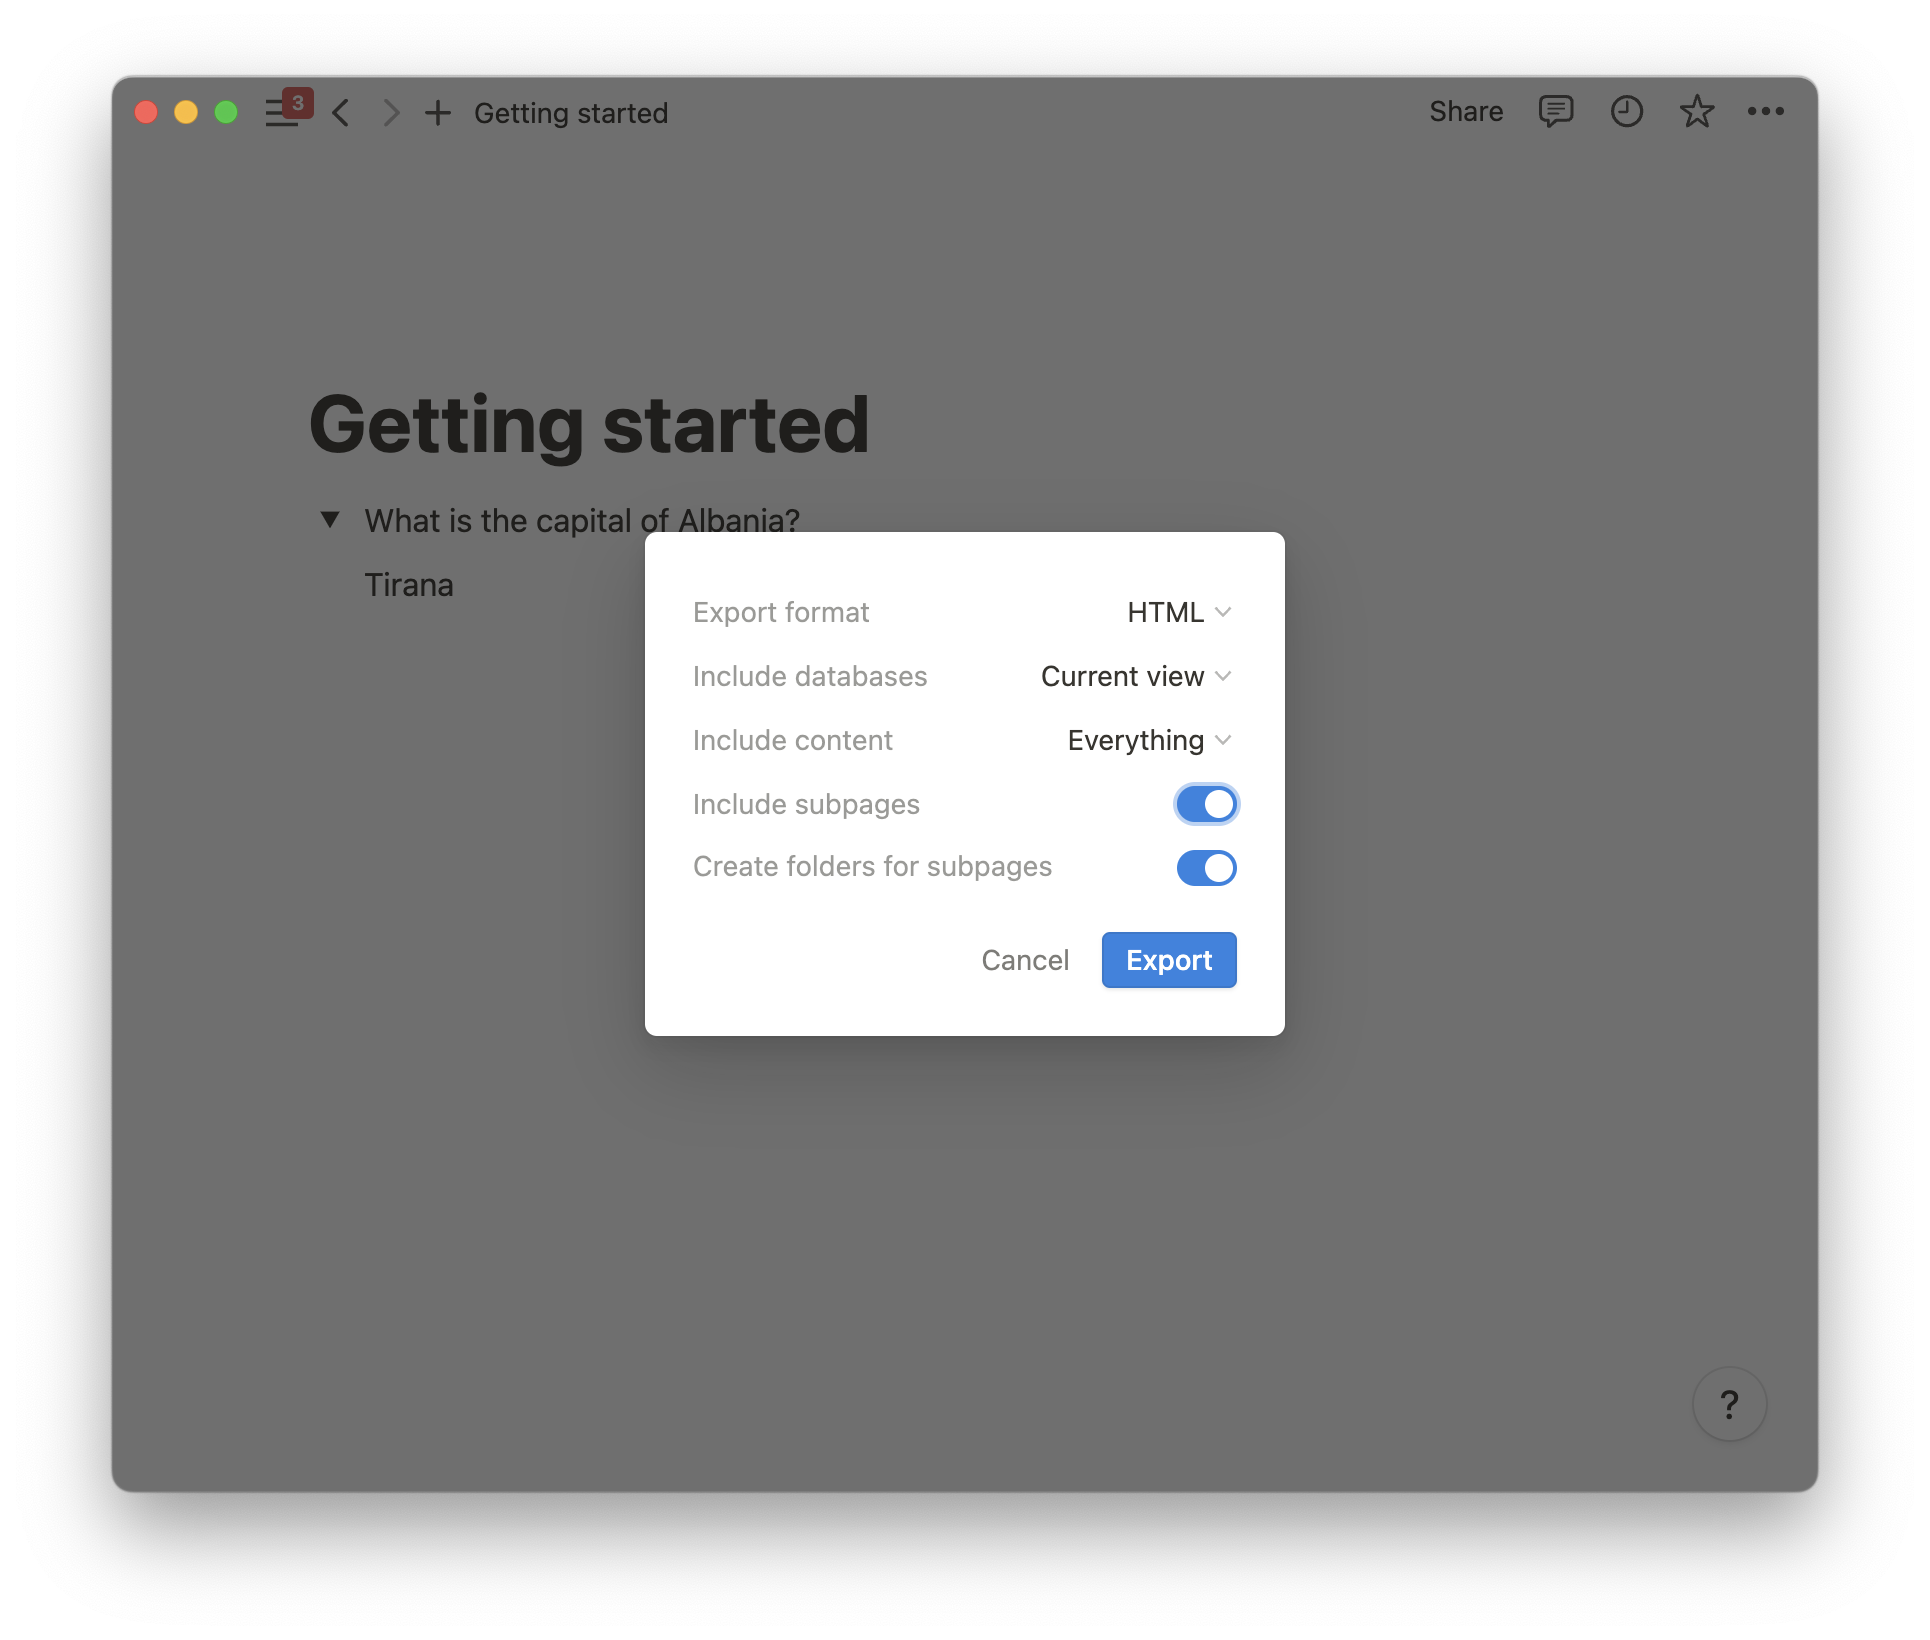 3 Getting started Share
Getting started
What is the capital of Albania?
Tirana
Export format HTML
Include databases Current view
Include content Everything
Include subpages
Create folders for subpages
Cancel Export
?